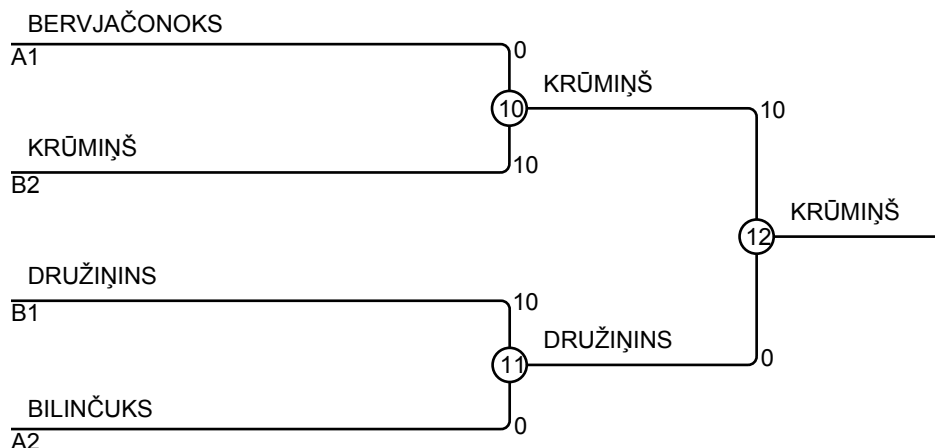 BERVJAČONOKS
A1
0
KRŪMIŅŠ
10
10
KRŪMIŅŠ
B2
10
KRŪMIŅŠ
12
DRUŽIŅINS
B1
10
DRUŽIŅINS
11
0
BILINČUKS
A2
0